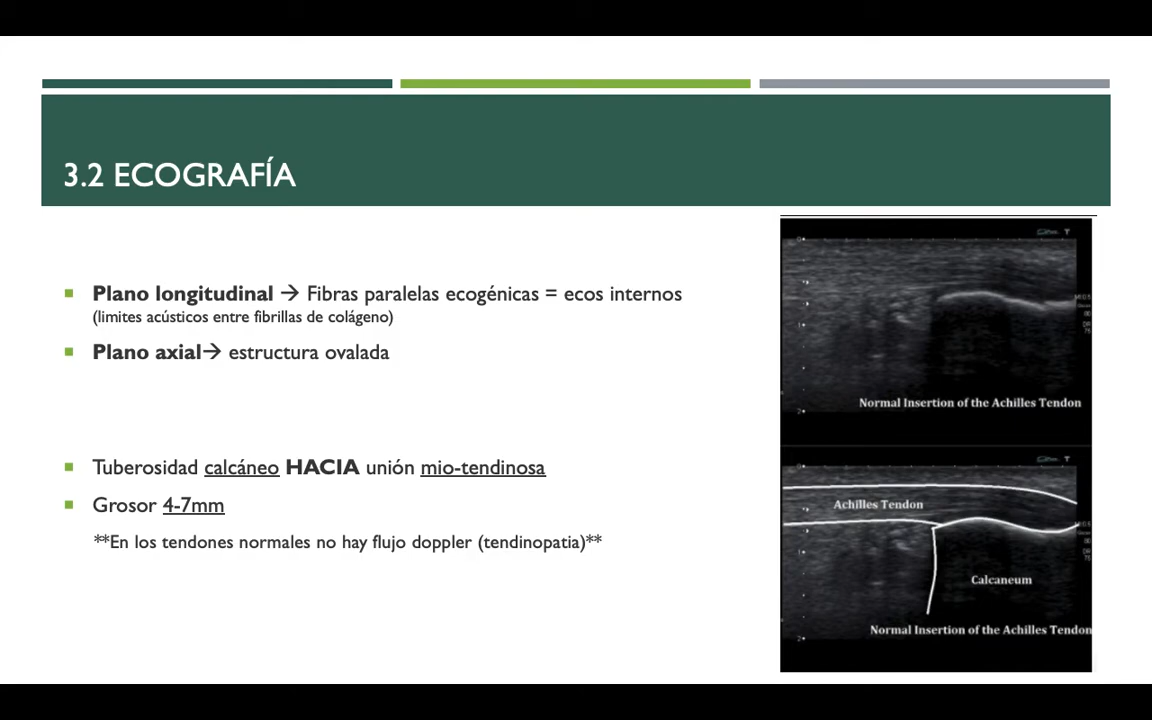 3.2 ECOGRAFÍA
▪ Plano longitudinal → Fibras paralelas ecogénicas = ecos internos
(limites acústicos entre fibrillas de colágeno)
▪ Plano axial→ estructura ovalada
▪ Tuberosidad calcáneo HACIA unión mio-tendinosa
▪ Grosor 4-7mm
**En los tendones normales no hay flujo doppler (tendinopatia)**
Normal Insertion of the Achilles Tendon
Achilles Tendon
Calcaneum
Normal Insertion of the Achilles Tendon